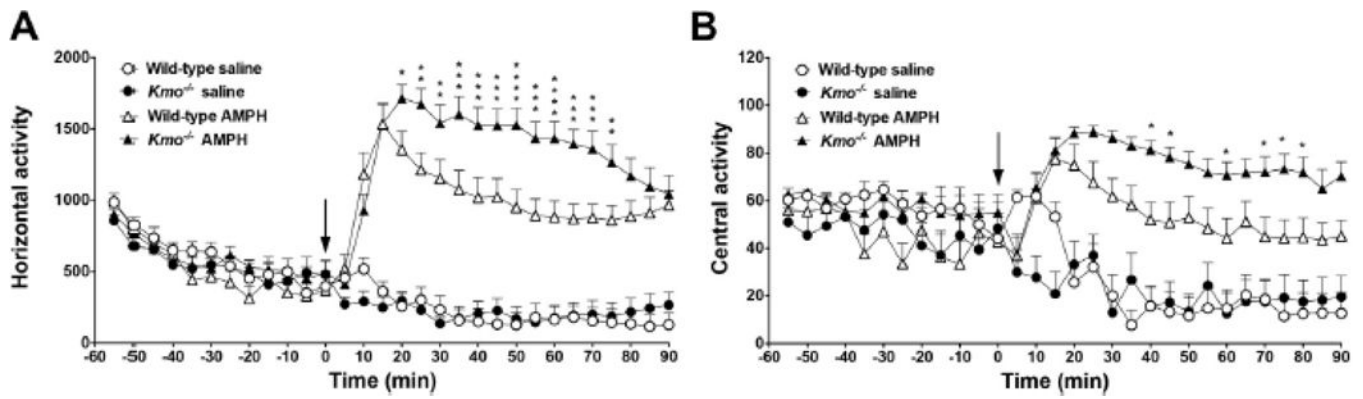 A
Wild-type saline
Kmo-/- saline
Wild-type AMPH
Kmo-/- AMPH
Horizontal activity
2000
1500
1000
500
0
-60 -50 -40 -30 -20 -10 0 10 20 30 40 50 60 70 80 90
Time (min)
B
Wild-type saline
Kmo-/- saline
Wild-type AMPH
Kmo-/- AMPH
Central activity
120
100
80
60
40
20
0
-60 -50 -40 -30 -20 -10 0 10 20 30 40 50 60 70 80 90
Time (min)